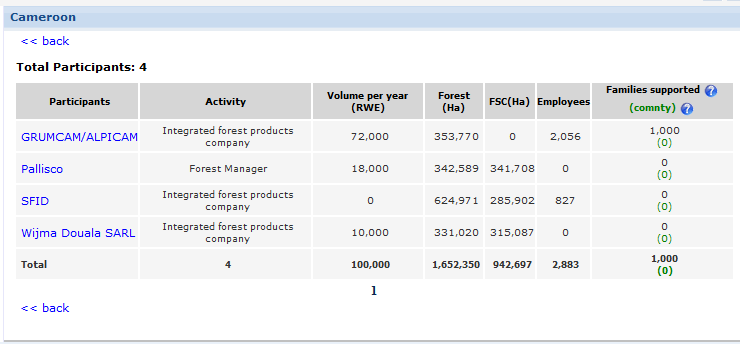 Cameroon
<< back
Total Participants: 4
Participants Activity Volume per year (RWE) Forest (Ha) FSC(Ha) Employees Families supported ? (comnty) ?
GRUMCAM/ALPICAM Integrated forest products company 72,000 353,770 0 2,056 1,000 (0)
Pallisco Forest Manager 18,000 342,589 341,708 0 0 (0)
SFID Integrated forest products company 0 624,971 285,902 827 0 (0)
Wijma Douala SARL Integrated forest products company 10,000 331,020 315,087 0 0 (0)
Total 4 100,000 1,652,350 942,697 2,883 1,000 (0)
1
<< back